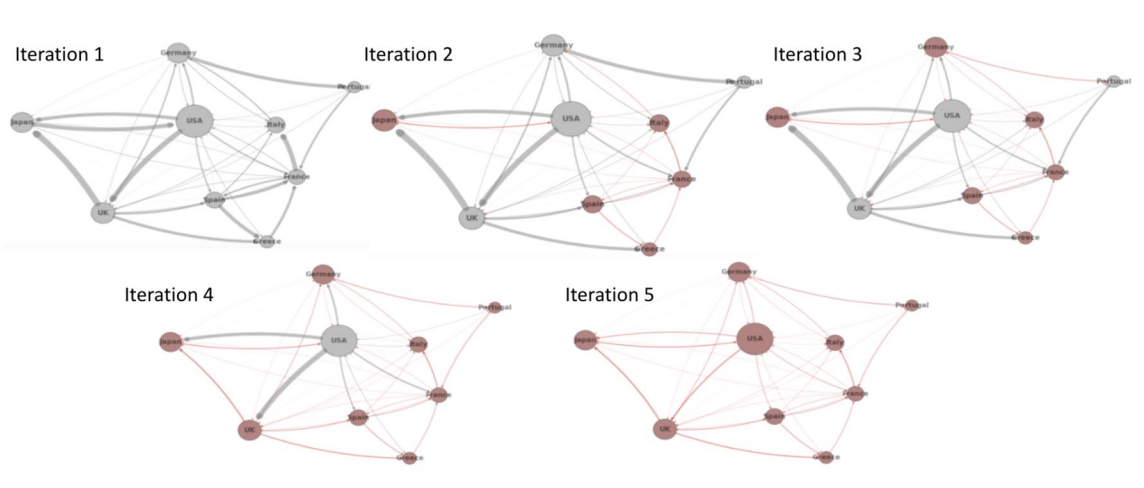 Iteration 1
Germany
Portugal
Japan
USA
Italy
France
Spain
UK
Greece
Iteration 2
Germany
Portugal
Japan
USA
Italy
France
Spain
UK
Greece
Iteration 3
Germany
Portugal
Japan
USA
Italy
France
Spain
UK
Greece
Iteration 4
Germany
Portugal
Japan
USA
Italy
France
Spain
UK
Greece
Iteration 5
Germany
Portugal
Japan
USA
Italy
France
Spain
UK
Greece